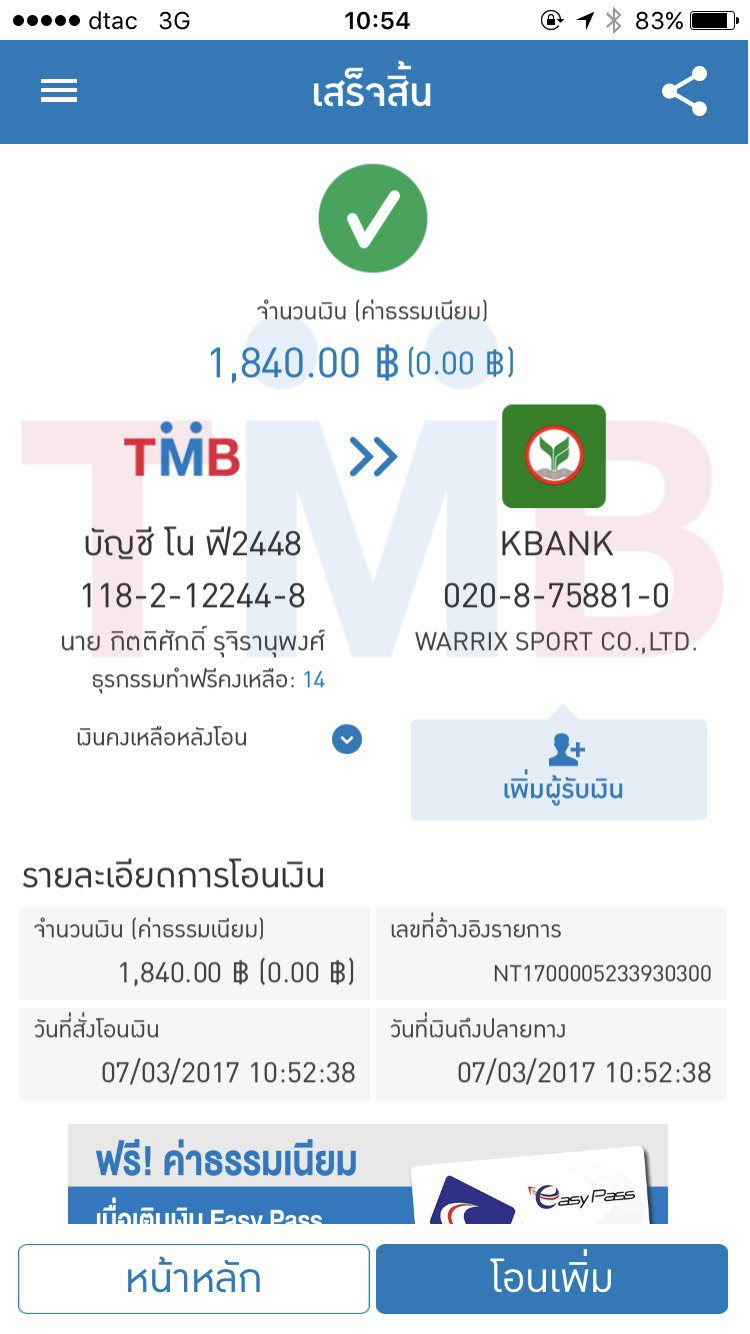 dtac 3G 10:54 83%
เสร็จสิ้น
จำนวนเงิน (ค่าธรรมเนียม)
1,840.00 ฿ (0.00 ฿)
TMB
บัญชี โน ฟี2448
118-2-12244-8
นาย กิตติศักดิ์ รุจิรานุพงศ์
ธุรกรรมทำฟรีคงเหลือ: 14
เงินคงเหลือหลังโอน
KBANK
020-8-75881-0
WARRIX SPORT CO.,LTD.
เพิ่มผู้รับเงิน
รายละเอียดการโอนเงิน
จำนวนเงิน (ค่าธรรมเนียม)
1,840.00 ฿ (0.00 ฿)
เลขที่อ้างอิงรายการ
NT1700005233930300
วันที่สั่งโอนเงิน
07/03/2017 10:52:38
วันที่เงินถึงปลายทาง
07/03/2017 10:52:38
ฟรี! ค่าธรรมเนียม
เมื่อเติมเงิน Easy Pass
Easy Pass
หน้าหลัก
โอนเพิ่ม